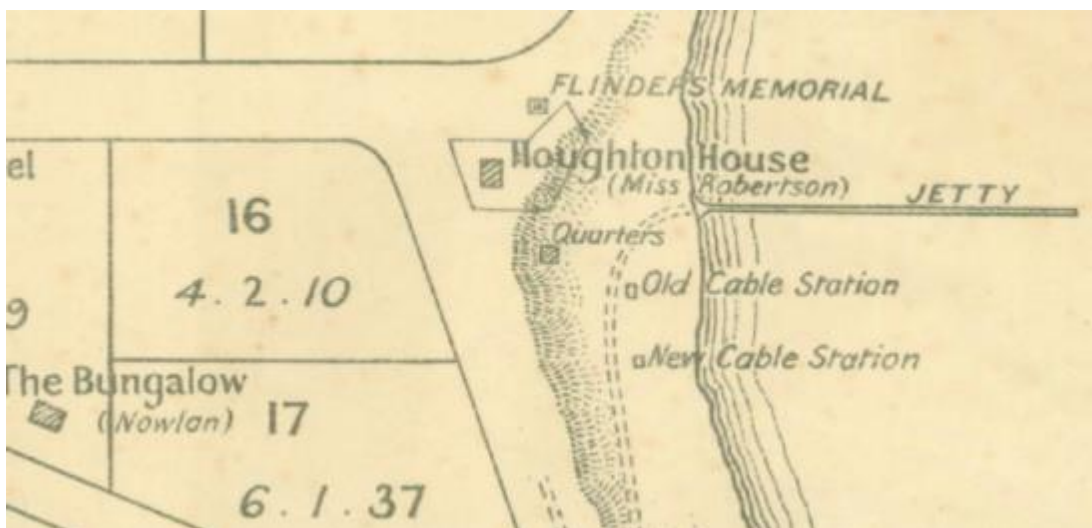 FLINDERS MEMORIAL
Houghton House
(Miss Robertson)
JETTY
el
16
4. 2. 10
Quarters
Old Cable Station
New Cable Station
9
The Bungalow
(Nowlan)
17
6. 1. 37